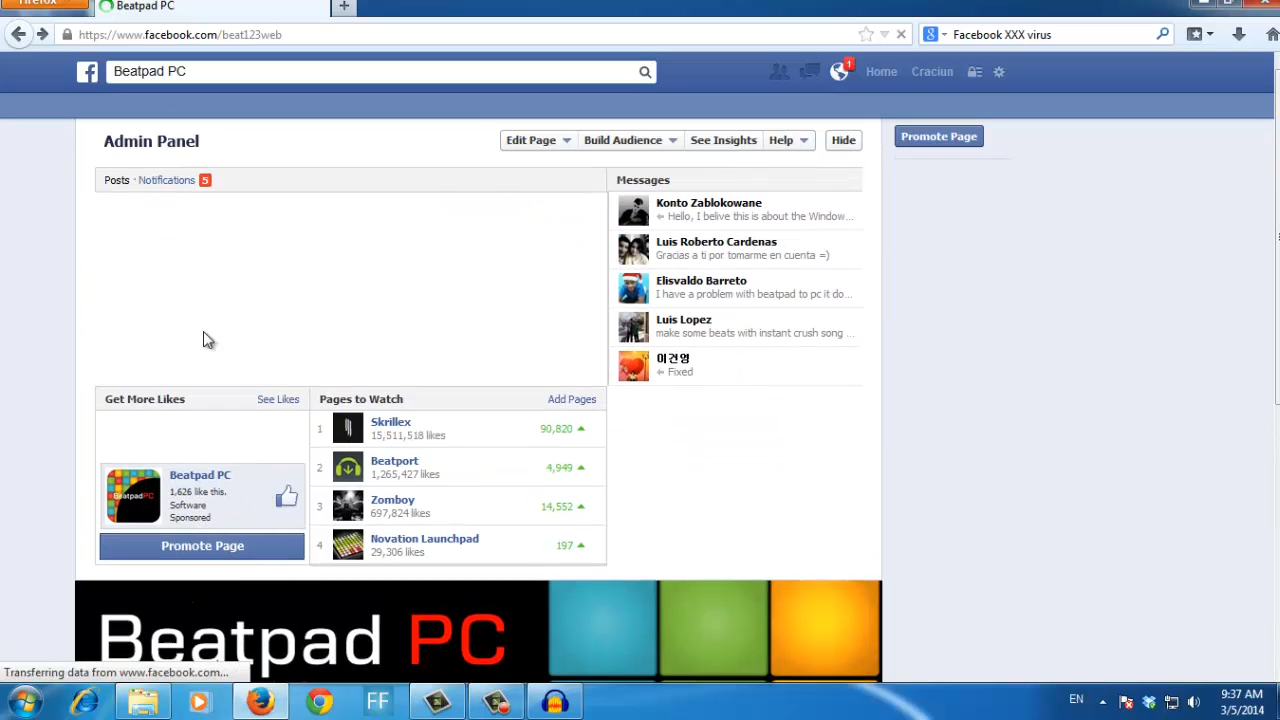 Firefox
Beatpad PC
https://www.facebook.com/beat123web
Facebook XXX virus
Beatpad PC
1
Home
Craciun
Admin Panel
Edit Page
Build Audience
See Insights
Help
Hide
Promote Page
Posts · Notifications 5
Messages
Konto Zablokowane
Hello, I belive this is about the Window...
Luis Roberto Cardenas
Gracias a ti por tomarme en cuenta =)
Elisvaldo Barreto
I have a problem with beatpad to pc it do...
Luis Lopez
make some beats with instant crush song ...
이건영
Fixed
Get More Likes
See Likes
Pages to Watch
Add Pages
1
Skrillex
15,511,518 likes
90,820
2
Beatport
1,265,427 likes
4,949
Beatpad PC
1,626 like this.
Software
Sponsored
BeatpadPC
3
Zomboy
697,824 likes
14,552
Promote Page
4
Novation Launchpad
29,306 likes
197
Beatpad PC
Transferring data from www.facebook.com...
FF
EN
9:37 AM
3/5/2014